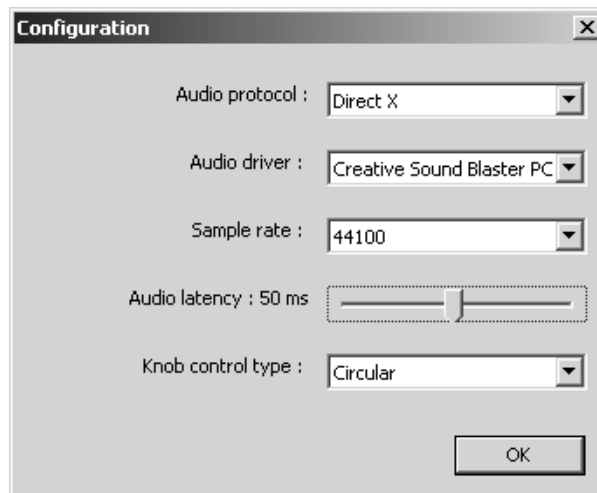 Configuration
Audio protocol : Direct X
Audio driver : Creative Sound Blaster PC
Sample rate : 44100
Audio latency : 50 ms
Knob control type : Circular
OK